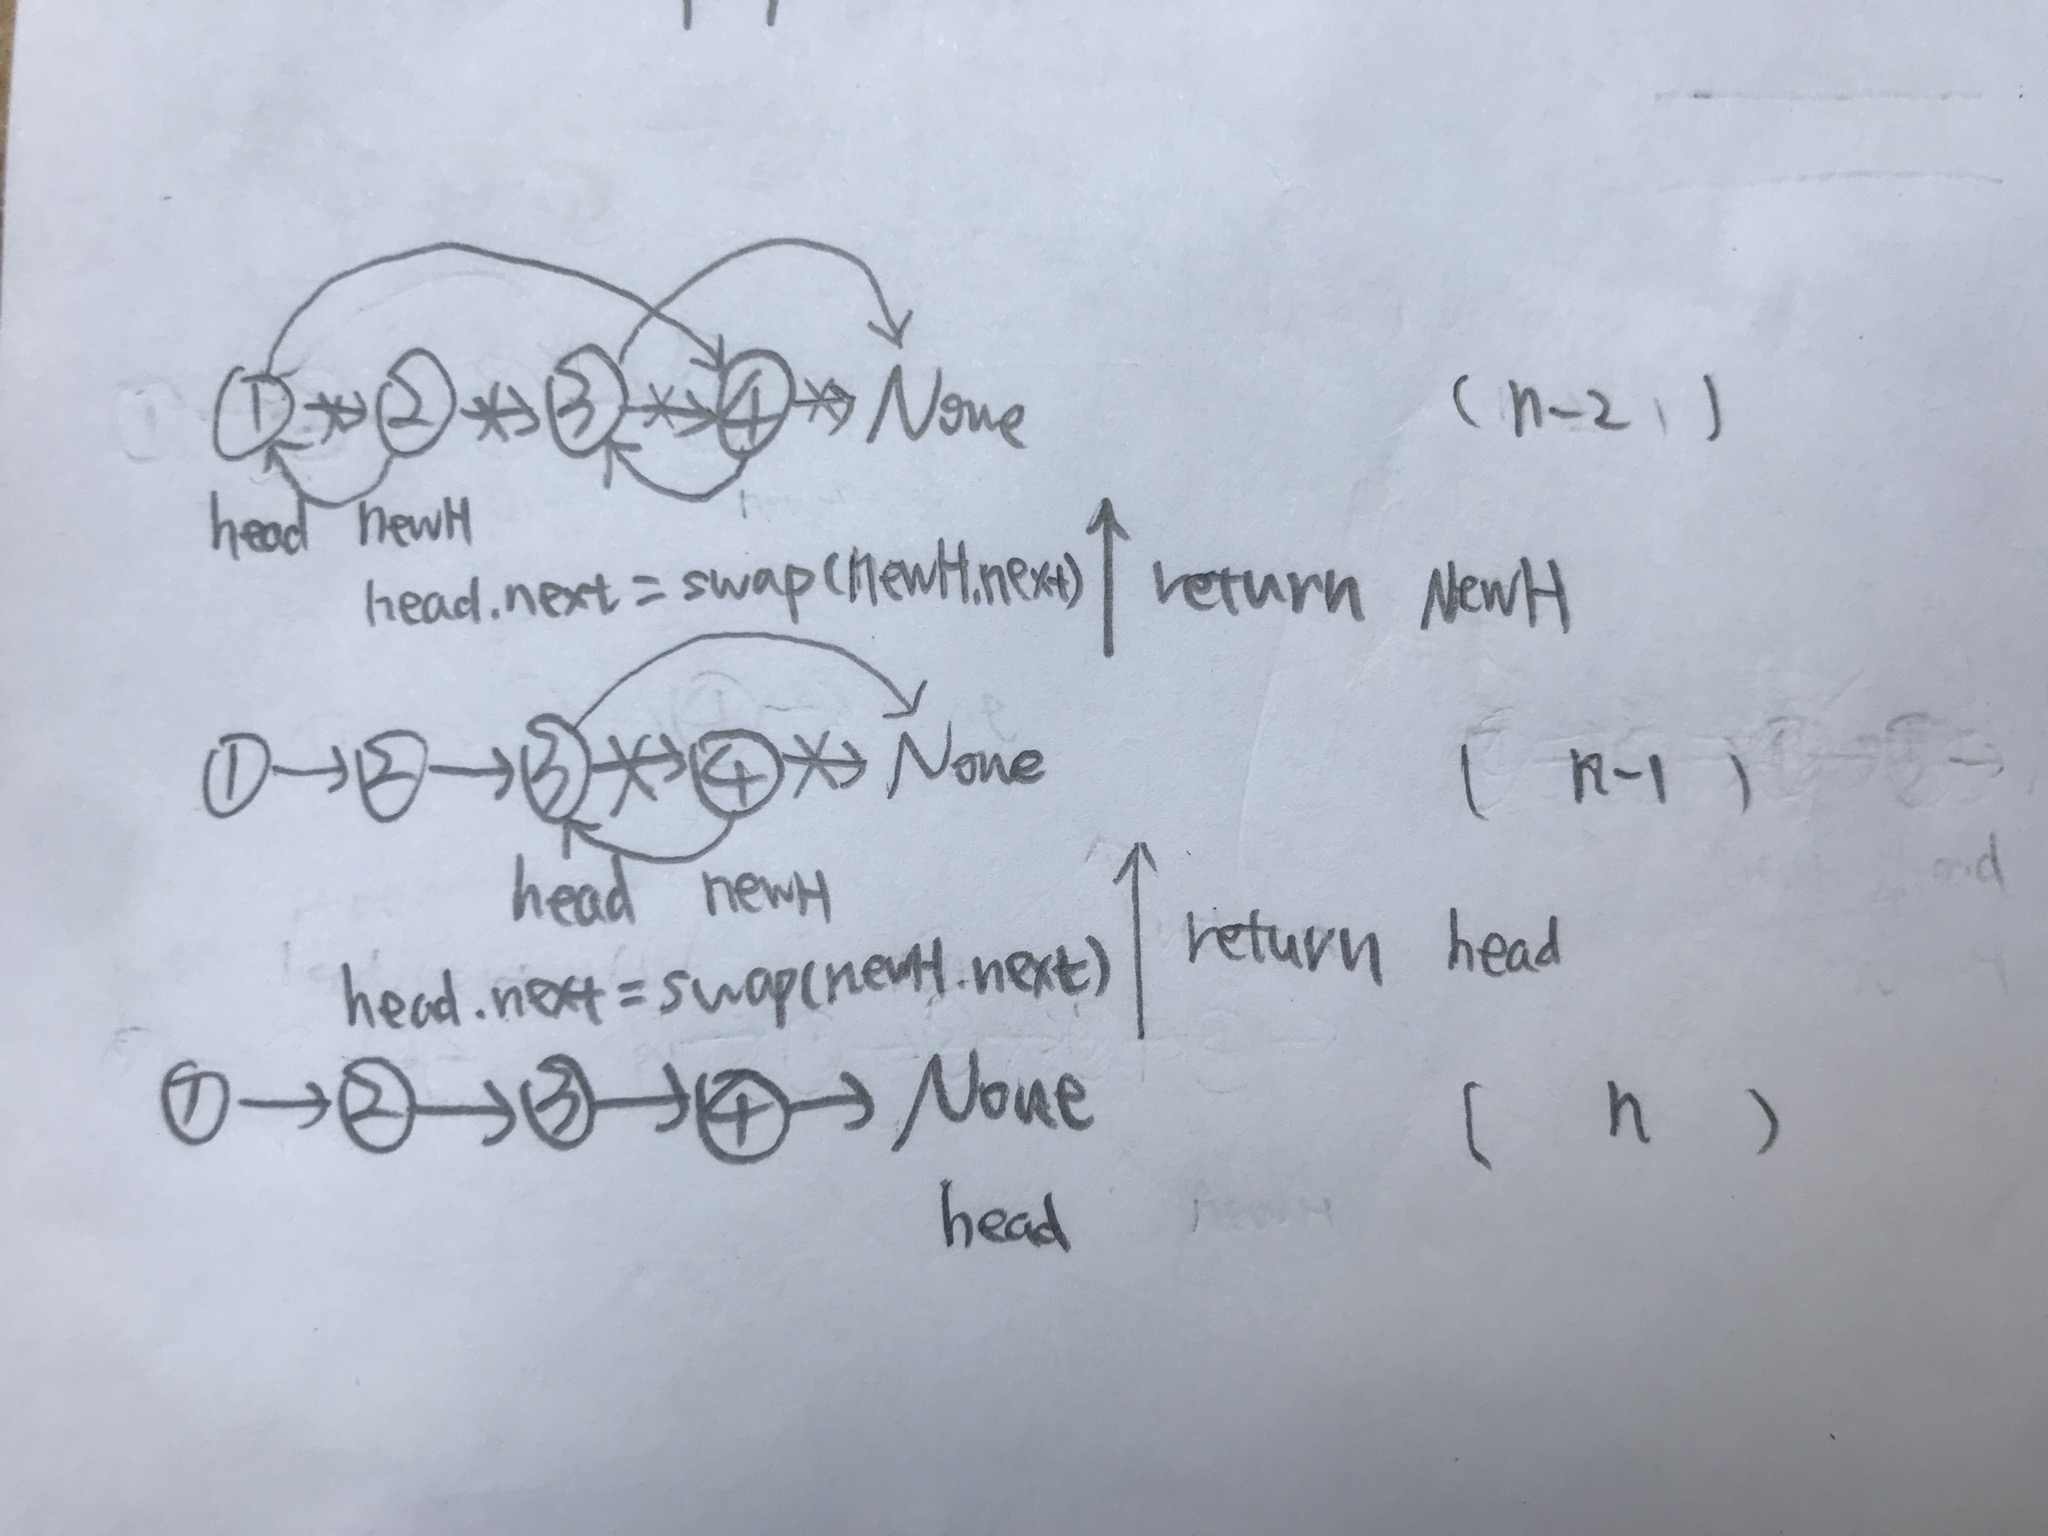 ① → ② → ③ → ④ → None (n-2)
head newH
head.next = swap(newH.next) ↑ return NewH
① → ② → ③ → ④ → None (n-1)
head newH
head.next = swap(newH.next) ↑ return head
① → ② → ③ → ④ → None (n)
head